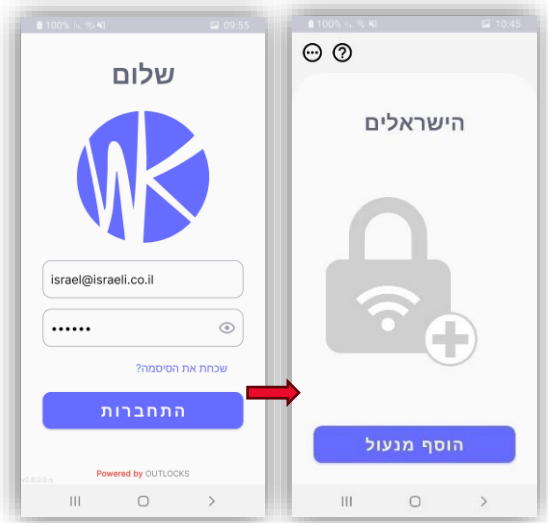 100% 09:55
שלום
WK
israel@israeli.co.il
••••••
שכחת את הסיסמה?
התחברות
Powered by OUTLOCKS
100% 10:45
הישראלים
הוסף מנעול